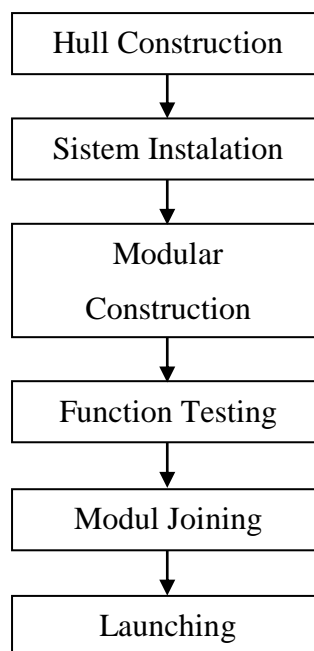 Hull Construction
Sistem Instalation
Modular
Construction
Function Testing
Modul Joining
Launching